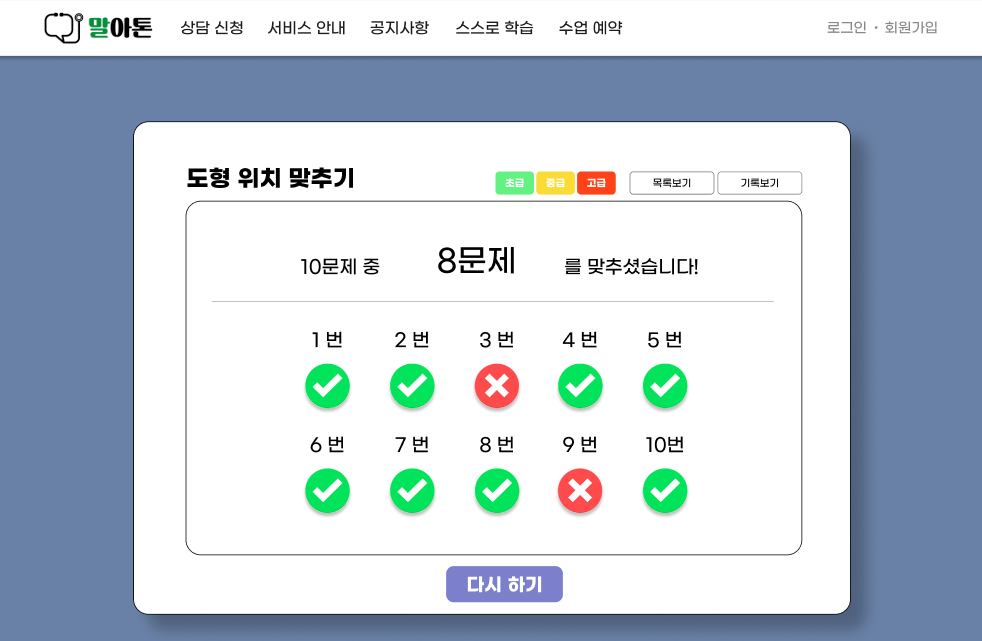 말아톤 상담 신청 서비스 안내 공지사항 스스로 학습 수업 예약 로그인 · 회원가입
도형 위치 맞추기 초급 중급 고급 목록보기 기록보기
10문제 중 8문제 를 맞추셨습니다!
1 번 2 번 3 번 4 번 5 번
6 번 7 번 8 번 9 번 10번
다시 하기